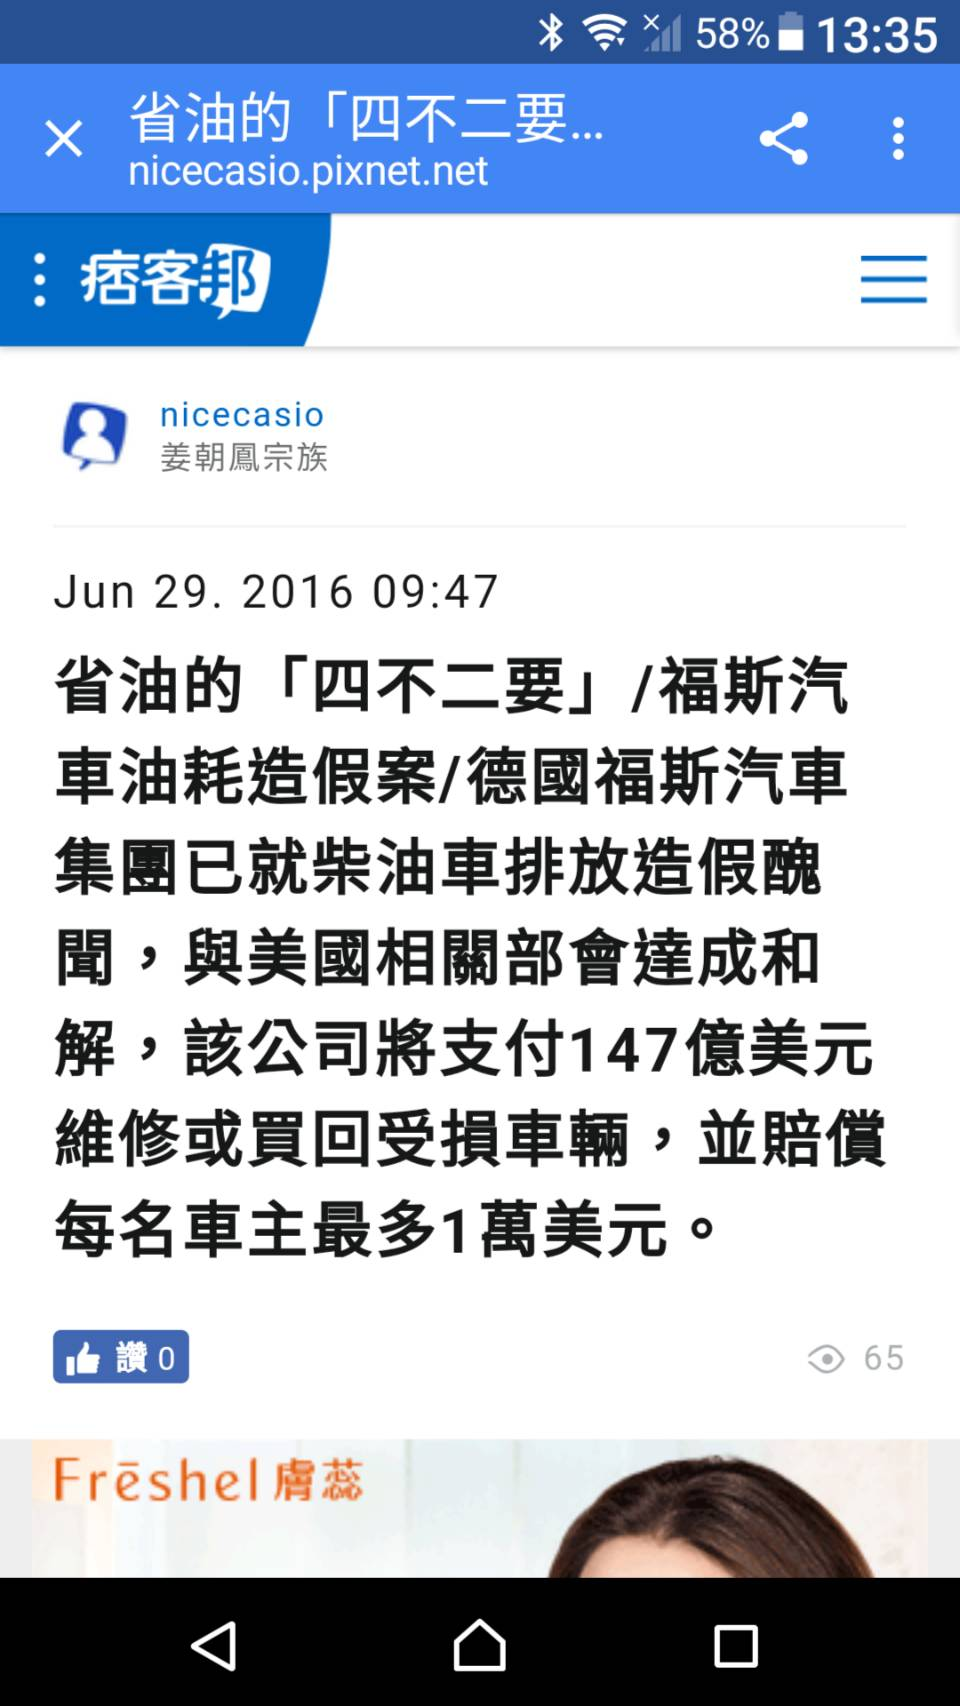 58% 13:35
省油的「四不二要...
nicecasio.pixnet.net
痞客邦
nicecasio
姜朝鳳宗族
Jun 29. 2016 09:47
省油的「四不二要」/福斯汽
車油耗造假案/德國福斯汽車
集團已就柴油車排放造假醜
聞，與美國相關部會達成和
解，該公司將支付147億美元
維修或買回受損車輛，並賠償
每名車主最多1萬美元。
讚 0
65
Frēshel 膚蕊